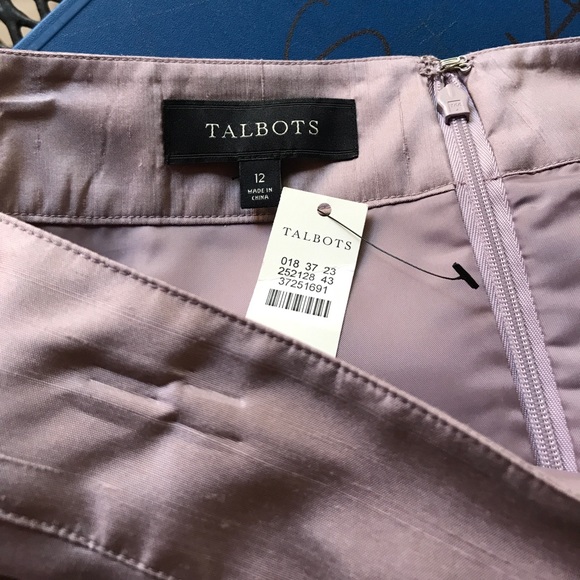 TALBOTS
12
MADE IN
CHINA
TALBOTS
018 37 23
252128 43
37251691